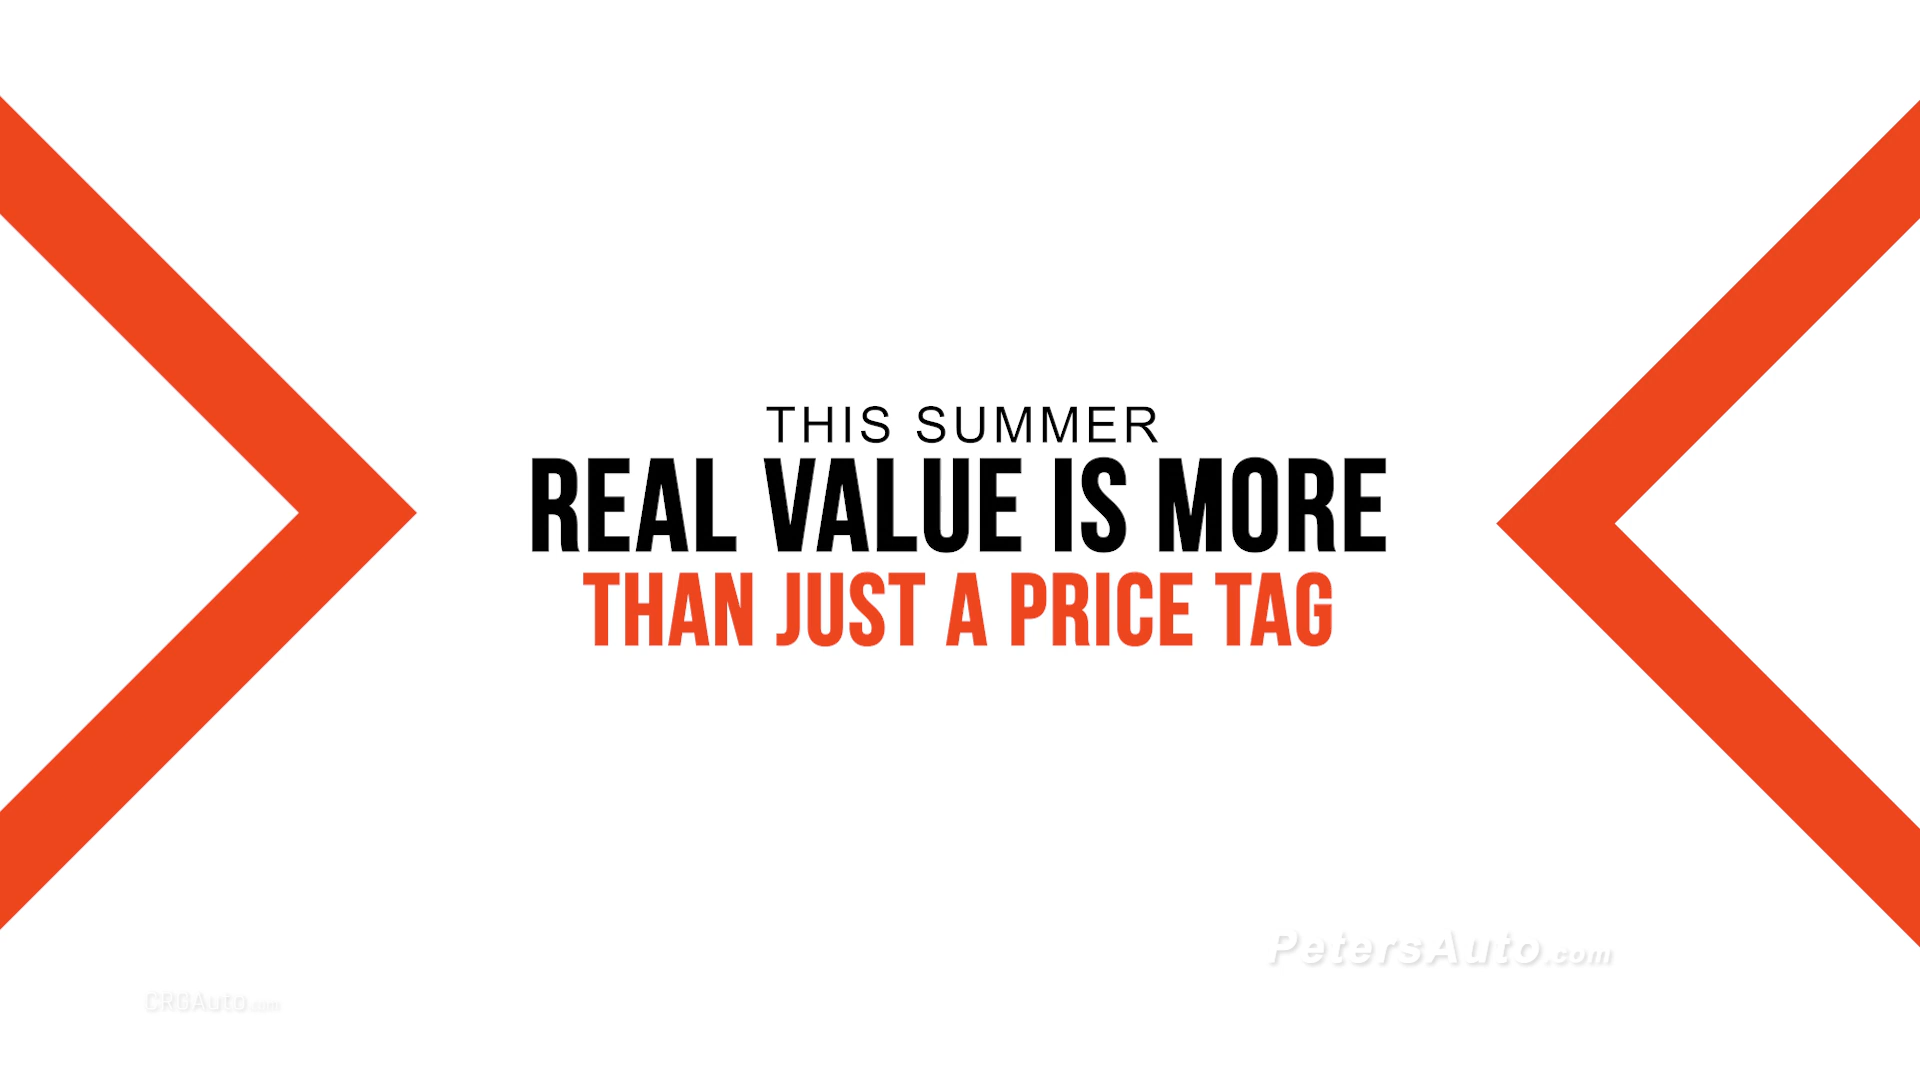 THIS SUMMER
REAL VALUE IS MORE
THAN JUST A PRICE TAG
PetersAuto.com
CRGAuto.com